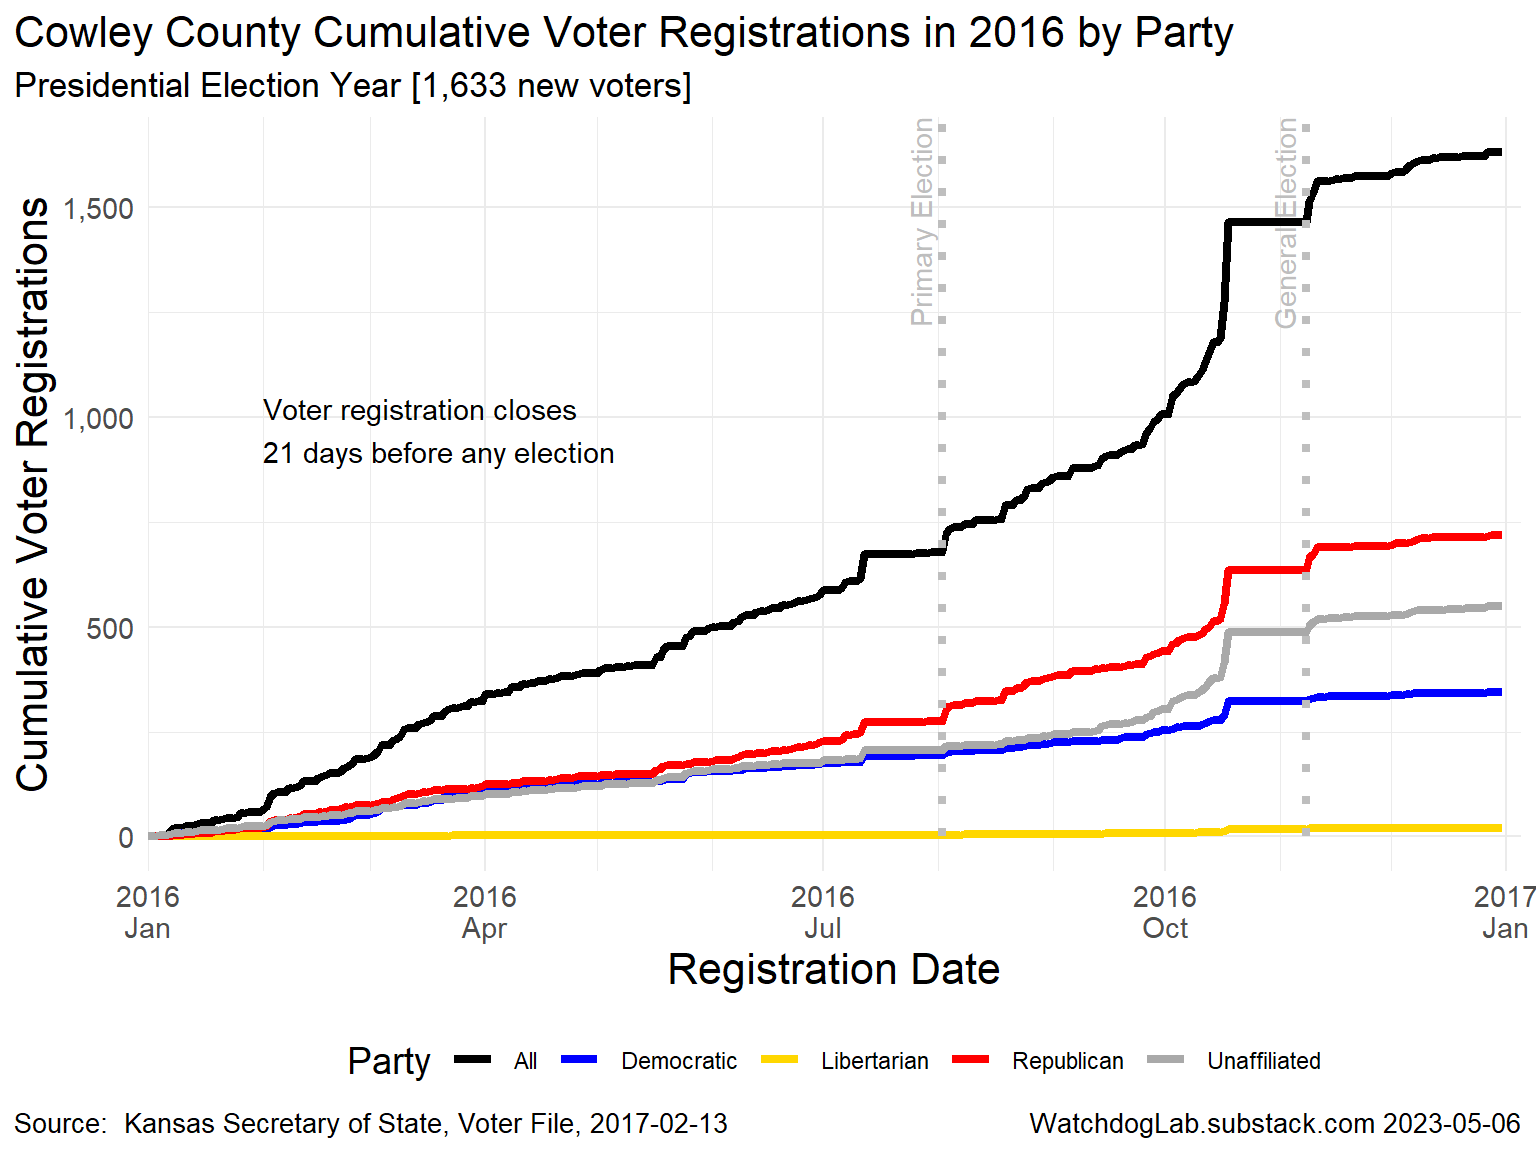 Cowley County Cumulative Voter Registrations in 2016 by Party
Presidential Election Year [1,633 new voters]
Cumulative Voter Registrations
1,500
1,000
500
0
Primary Election
General Election
Voter registration closes
21 days before any election
2016
Jan
2016
Apr
2016
Jul
2016
Oct
2017
Jan
Registration Date
Party All Democratic Libertarian Republican Unaffiliated
Source:  Kansas Secretary of State, Voter File, 2017-02-13
WatchdogLab.substack.com 2023-05-06